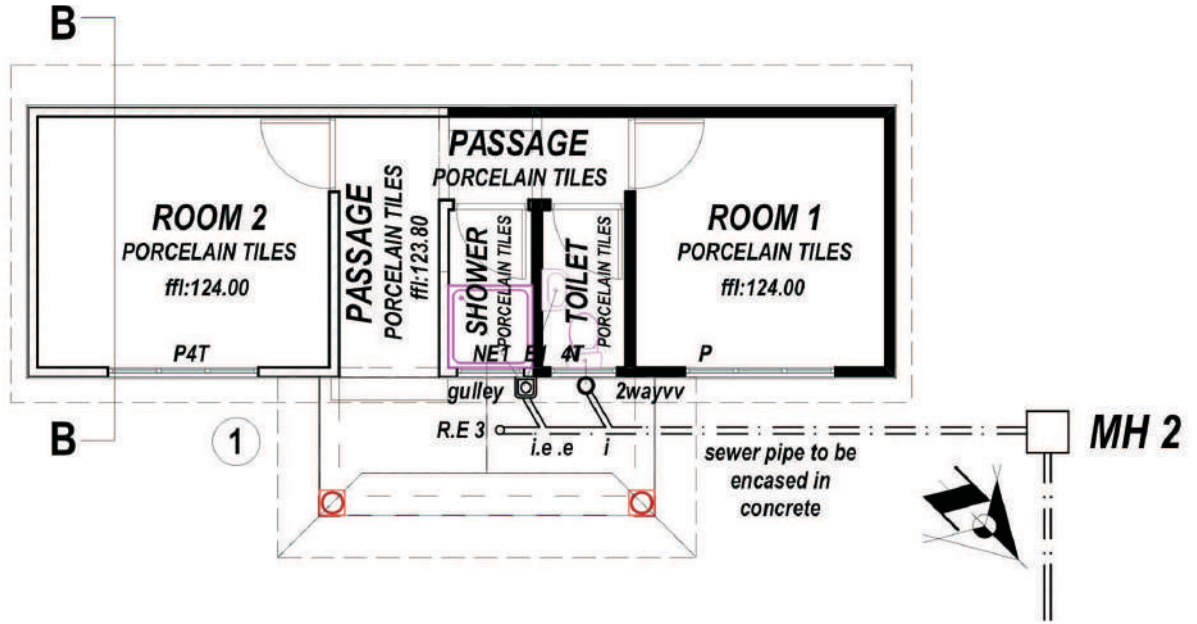 B
PASSAGE
PORCELAIN TILES
ROOM 2
PORCELAIN TILES
ffl:124.00
PASSAGE
PORCELAIN TILES
ffl:123.80
SHOWER
PORCELAIN TILES
TOILET
PORCELAIN TILES
ROOM 1
PORCELAIN TILES
ffl:124.00
P4T
NE1
4T
P
gulley
2wayvv
B
1
R.E 3
i.e .e
i
sewer pipe to be
encased in
concrete
MH 2